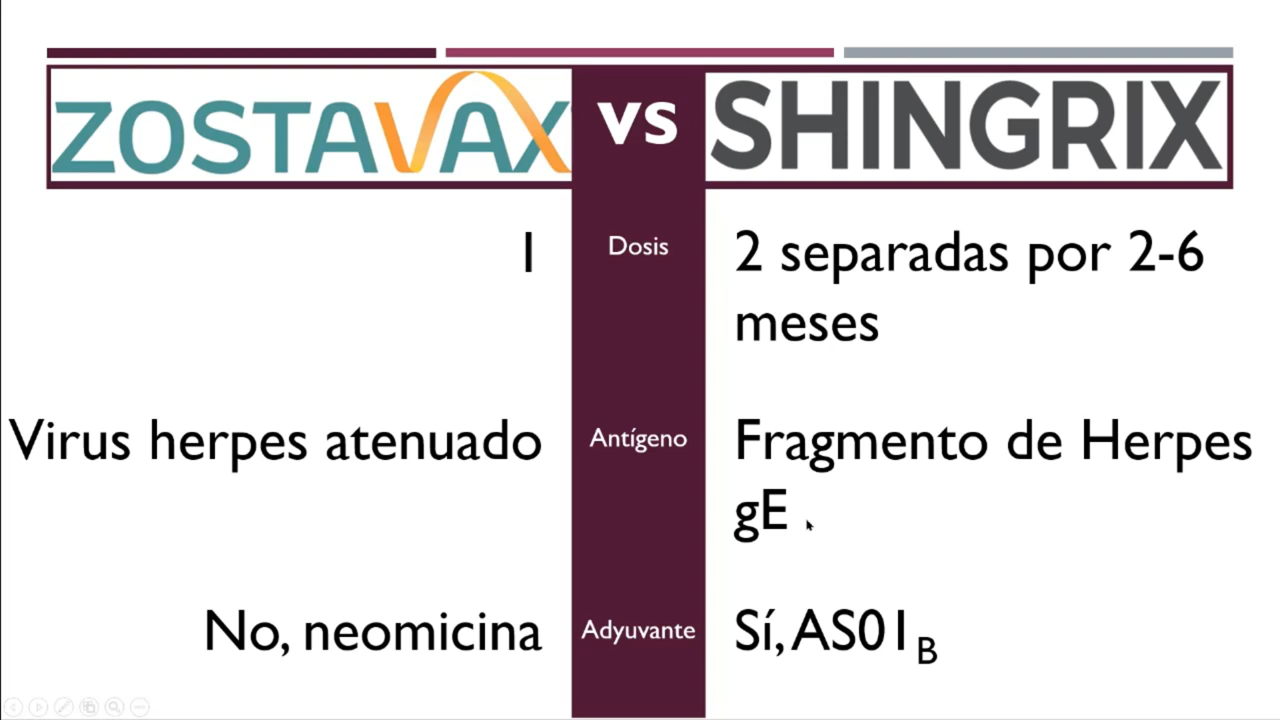 ZOSTAVAX VS SHINGRIX
1 Dosis 2 separadas por 2-6
meses
Virus herpes atenuado Antígeno Fragmento de Herpes
gE
No, neomicina Adyuvante Sí, AS01B